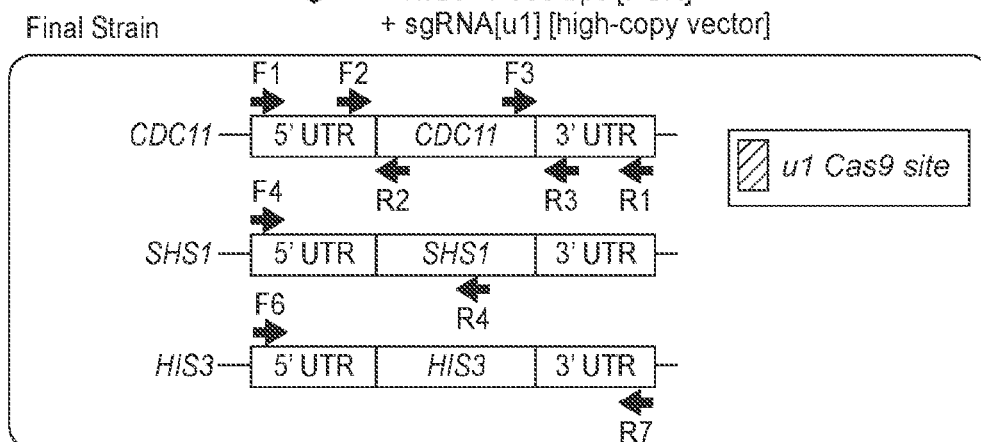 + sgRNA[u1] [high-copy vector]
Final Strain
F1 F2 F3
CDC11 5' UTR CDC11 3' UTR
u1 Cas9 site
R2 R3 R1
F4
SHS1 5' UTR SHS1 3' UTR
R4
F6
HIS3 5' UTR HIS3 3' UTR
R7